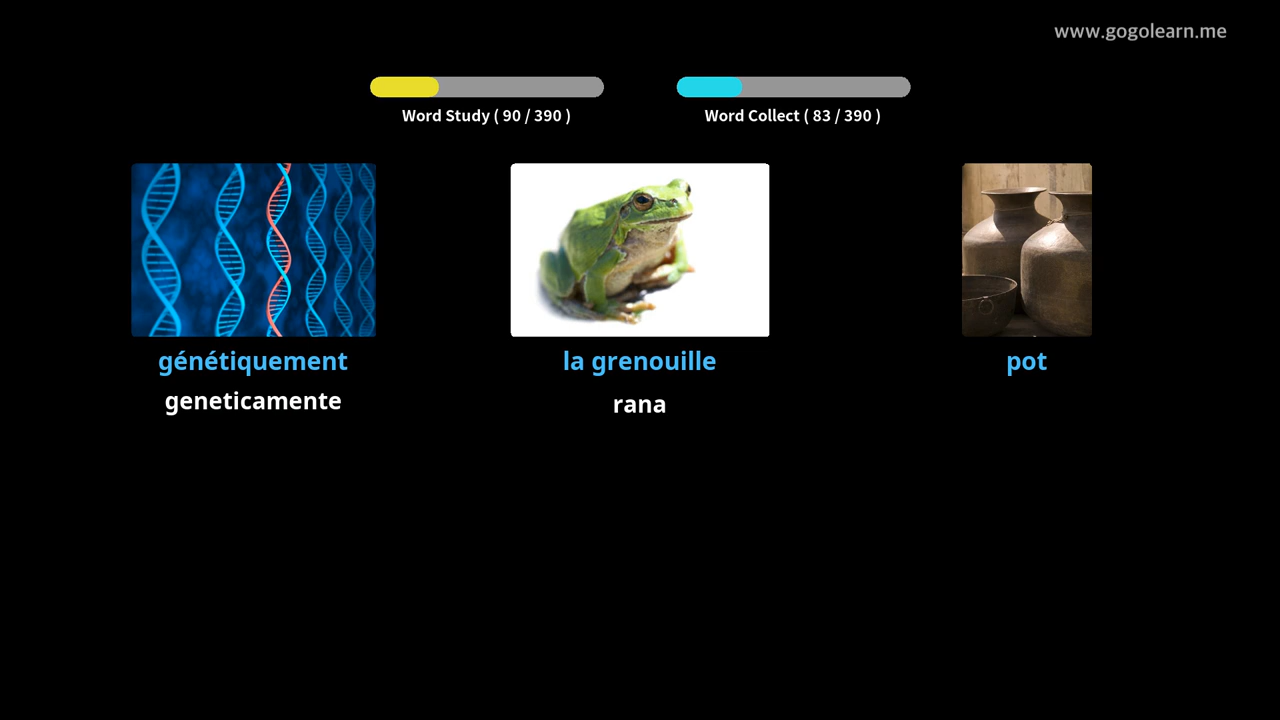 www.gogolearn.me
Word Study ( 90 / 390 )
Word Collect ( 83 / 390 )
génétiquement
la grenouille
pot
geneticamente
rana